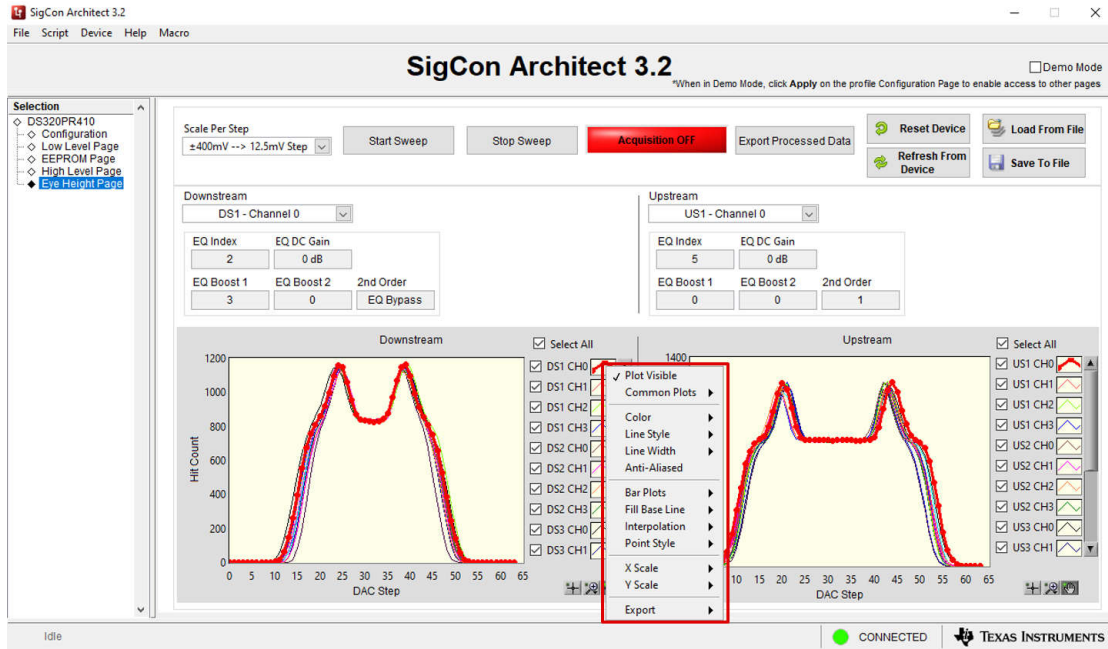 SigCon Architect 3.2
File Script Device Help Macro
SigCon Architect 3.2
Demo Mode
*When in Demo Mode, click Apply on the profile Configuration Page to enable access to other pages
Selection
DS320PR410
Configuration
Low Level Page
EEPROM Page
High Level Page
Eye Height Page
Scale Per Step
±400mV --> 12.5mV Step
Start Sweep
Stop Sweep
Acquisition OFF
Export Processed Data
Reset Device
Load From File
Refresh From
Device
Save To File
Downstream
DS1 - Channel 0
EQ Index EQ DC Gain
2 0 dB
EQ Boost 1 EQ Boost 2 2nd Order
3 0 EQ Bypass
Upstream
US1 - Channel 0
EQ Index EQ DC Gain
5 0 dB
EQ Boost 1 EQ Boost 2 2nd Order
0 0 1
Downstream
Select All
Hit Count
1200
1000
800
600
400
200
0
0 5 10 15 20 25 30 35 40 45 50 55 60 65
DAC Step
DS1 CH0
DS1 CH1
DS1 CH2
DS1 CH3
DS2 CH0
DS2 CH1
DS2 CH2
DS2 CH3
DS3 CH0
DS3 CH1
Plot Visible
Common Plots
Color
Line Style
Line Width
Anti-Aliased
Bar Plots
Fill Base Line
Interpolation
Point Style
X Scale
Y Scale
Export
Upstream
Select All
1400
10 15 20 25 30 35 40 45 50 55 60 65
DAC Step
US1 CH0
US1 CH1
US1 CH2
US1 CH3
US2 CH0
US2 CH1
US2 CH2
US2 CH3
US3 CH0
US3 CH1
Idle
CONNECTED
TEXAS INSTRUMENTS